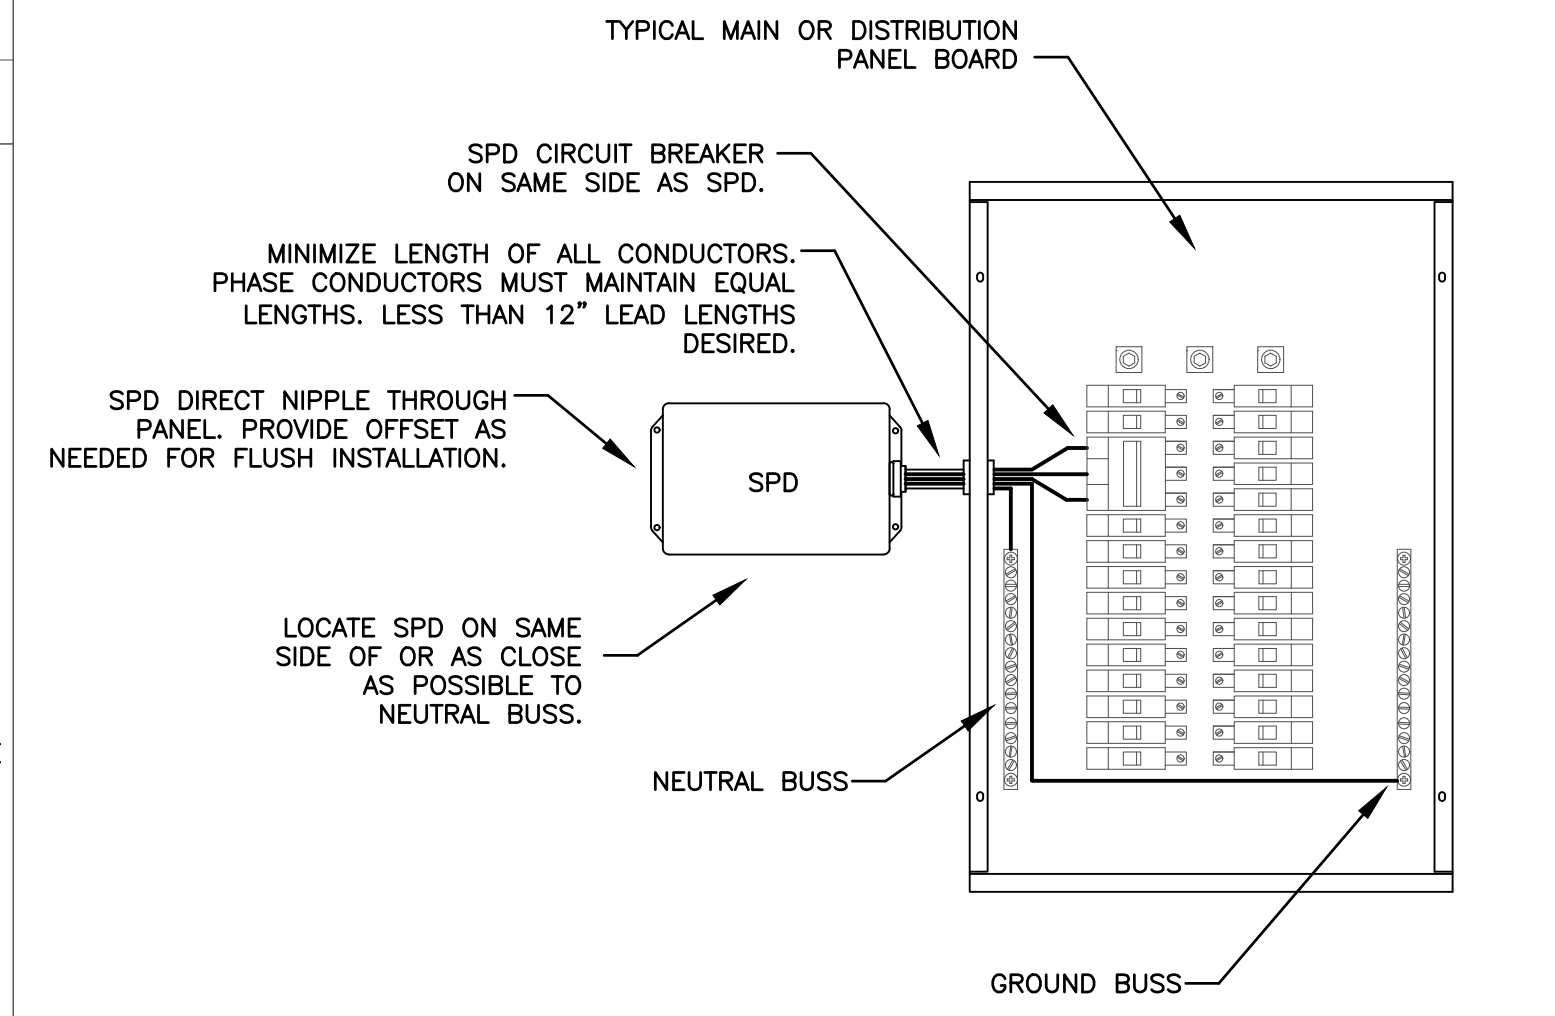 TYPICAL MAIN OR DISTRIBUTION
PANEL BOARD
SPD CIRCUIT BREAKER
ON SAME SIDE AS SPD.
MINIMIZE LENGTH OF ALL CONDUCTORS.
PHASE CONDUCTORS MUST MAINTAIN EQUAL
LENGTHS. LESS THAN 12" LEAD LENGTHS
DESIRED.
SPD DIRECT NIPPLE THROUGH
PANEL. PROVIDE OFFSET AS
NEEDED FOR FLUSH INSTALLATION.
SPD
LOCATE SPD ON SAME
SIDE OF OR AS CLOSE
AS POSSIBLE TO
NEUTRAL BUSS.
NEUTRAL BUSS
GROUND BUSS